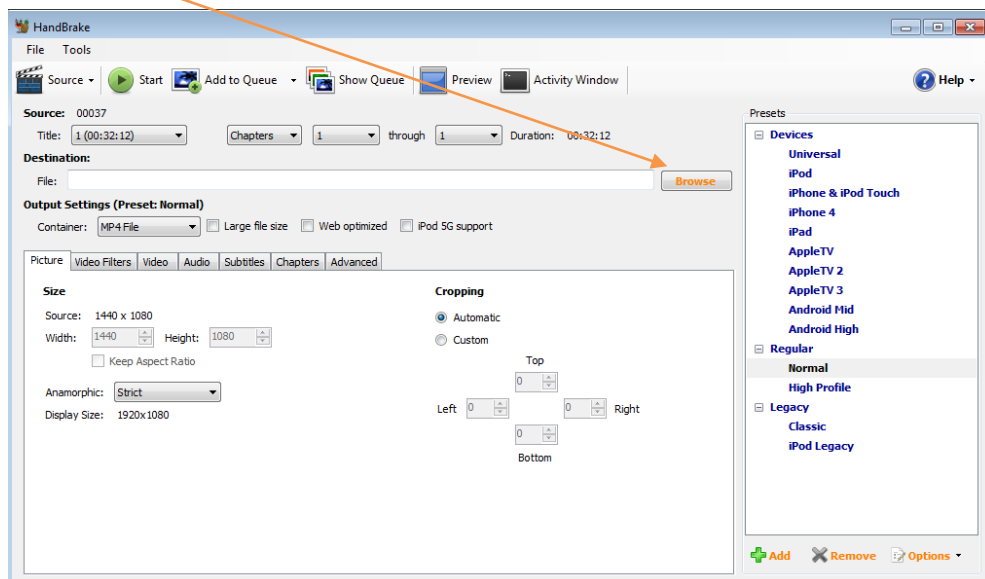 HandBrake
File Tools
Source Start Add to Queue Show Queue Preview Activity Window Help
Source: 00037
Title: 1 (00:32:12) Chapters 1 through 1 Duration: 00:32:12
Destination:
File: Browse
Output Settings (Preset: Normal)
Container: MP4 File Large file size Web optimized iPod 5G support
Picture Video Filters Video Audio Subtitles Chapters Advanced
Size
Source: 1440 x 1080
Width: 1440 Height: 1080
Keep Aspect Ratio
Anamorphic: Strict
Display Size: 1920x1080
Cropping
Automatic
Custom
Top
0
Left 0 0 Right
0
Bottom
Presets
Devices
Universal
iPod
iPhone & iPod Touch
iPhone 4
iPad
AppleTV
AppleTV 2
AppleTV 3
Android Mid
Android High
Regular
Normal
High Profile
Legacy
Classic
iPod Legacy
Add Remove Options